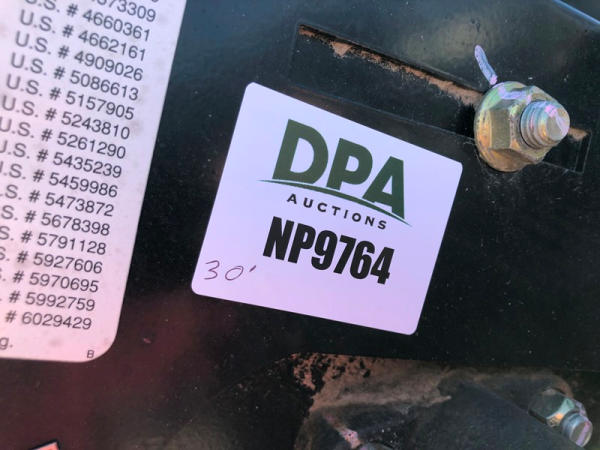 U.S. # 4660361
U.S. # 4662161
U.S. # 4909026
U.S. # 5086613
U.S. # 5157905
U.S. # 5243810
U.S. # 5261290
U.S. # 5435239
U.S. # 5459986
U.S. # 5473872
U.S. # 5678398
U.S. # 5791128
U.S. # 5927606
# 5970695
# 5992759
# 6029429
B
DPA
AUCTIONS
NP9764
30'